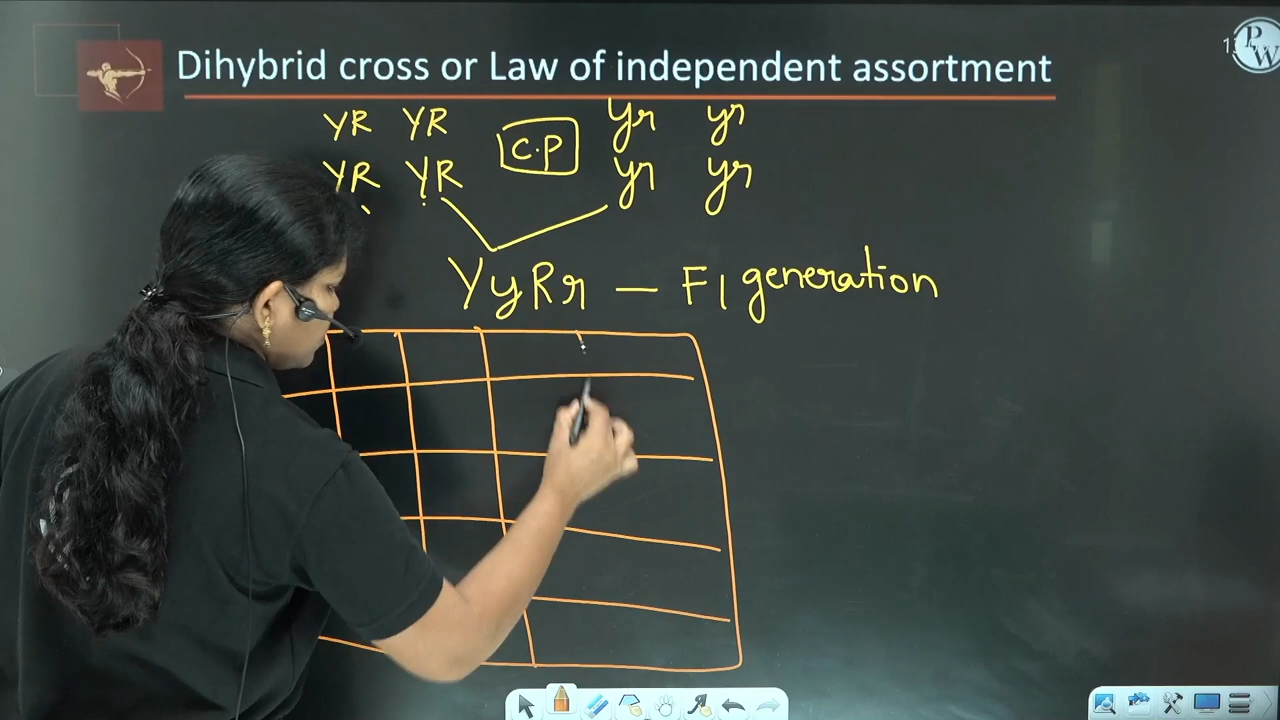 Dihybrid cross or Law of independent assortment
P
W
YR YR C.P yr yr
YR YR yr yr
YyRr — F1 generation